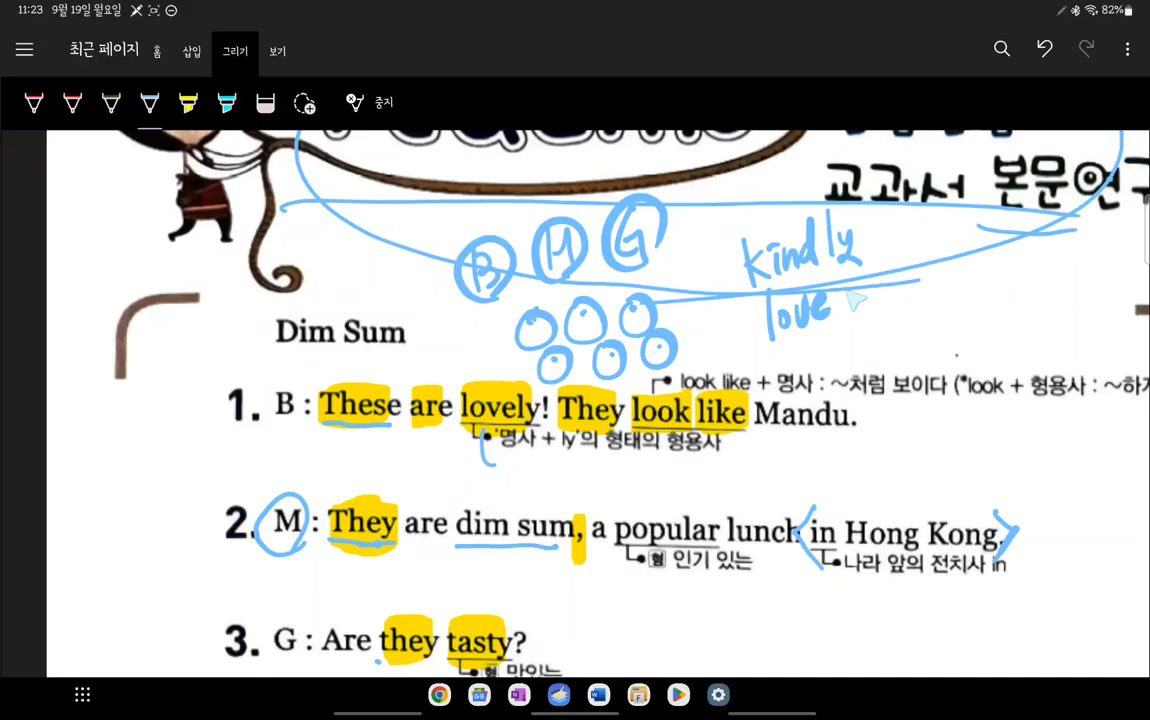 11:23 9월 19일 월요일
82%
최근 페이지 홈 삽입 그리기 보기
중지
교과서 본문연구
B M G
kindly
love
Dim Sum
look like + 명사 : ~처럼 보이다 (*look + 형용사 : ~하
1. B : These are lovely! They look like Mandu.
'명사 + ly'의 형태의 형용사
2. M : They are dim sum, a popular lunch in Hong Kong.
형 인기 있는
나라 앞의 전치사 in
3. G : Are they tasty?
형 맛있는